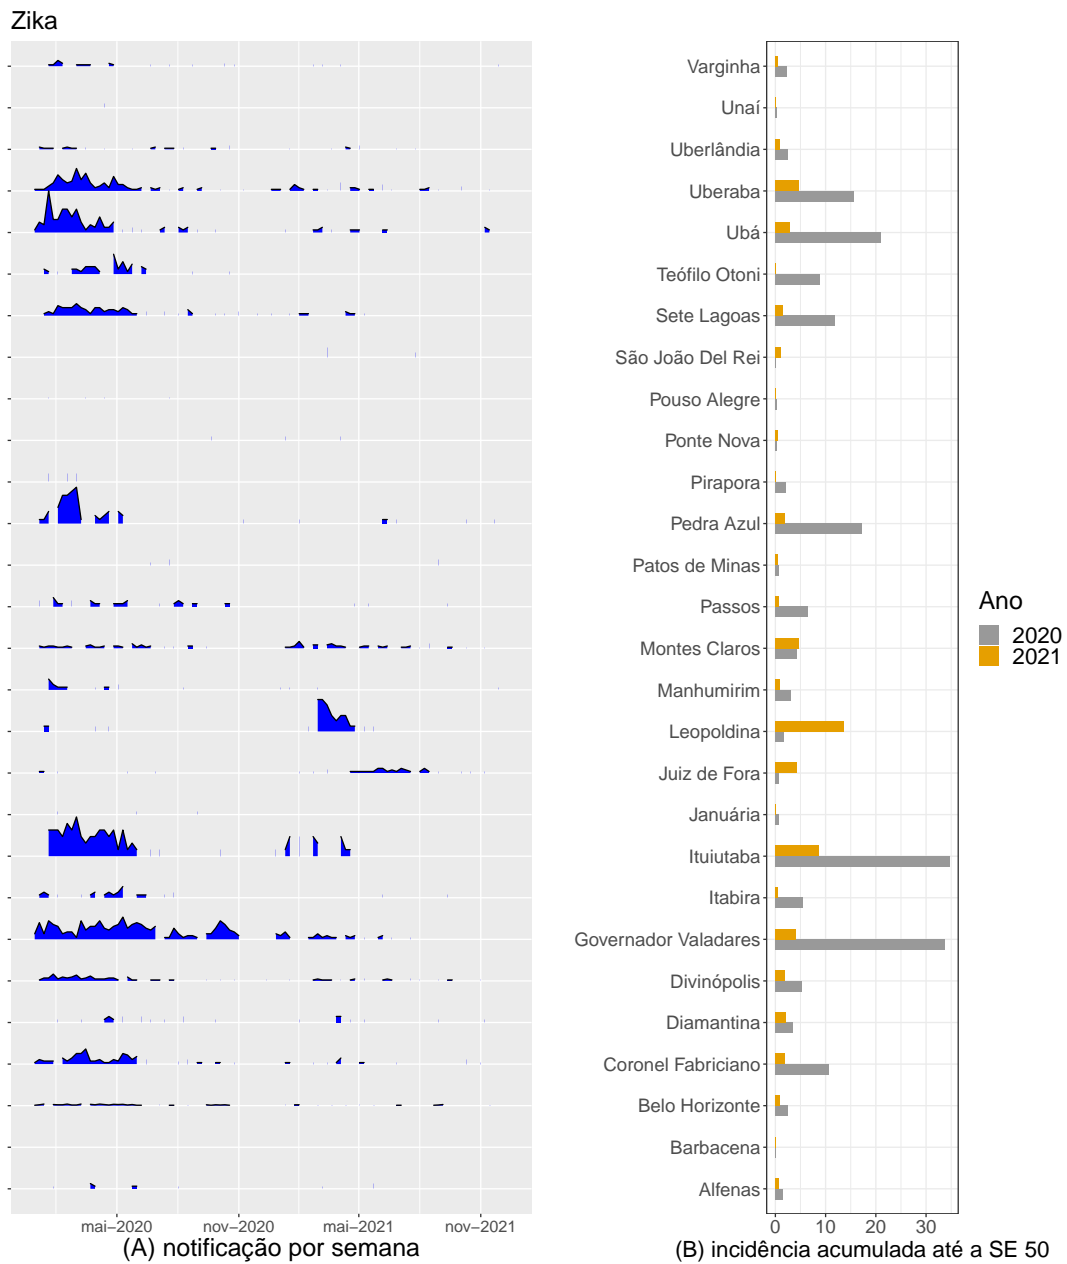 Zika
Varginha
Unaí
Uberlândia
Uberaba
Ubá
Teófilo Otoni
Sete Lagoas
São João Del Rei
Pouso Alegre
Ponte Nova
Pirapora
Pedra Azul
Patos de Minas
Passos
Montes Claros
Manhumirim
Leopoldina
Juiz de Fora
Januária
Ituiutaba
Itabira
Governador Valadares
Divinópolis
Diamantina
Coronel Fabriciano
Belo Horizonte
Barbacena
Alfenas
mai−2020 nov−2020 mai−2021 nov−2021
(A) notificação por semana
0 10 20 30
(B) incidência acumulada até a SE 50
Ano
2020
2021